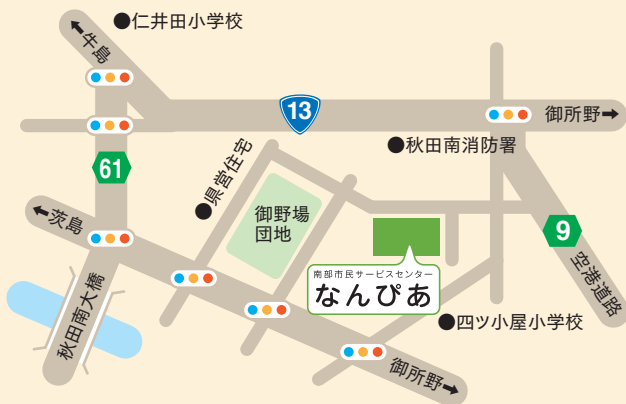 ●仁井田小学校
←牛島
13
御所野→
●秋田南消防署
61
●県営住宅
←茨島
御野場
団地
9
空港道路
南部市民サービスセンター
なんぴあ
秋田南大橋
●四ツ小屋小学校
御所野→